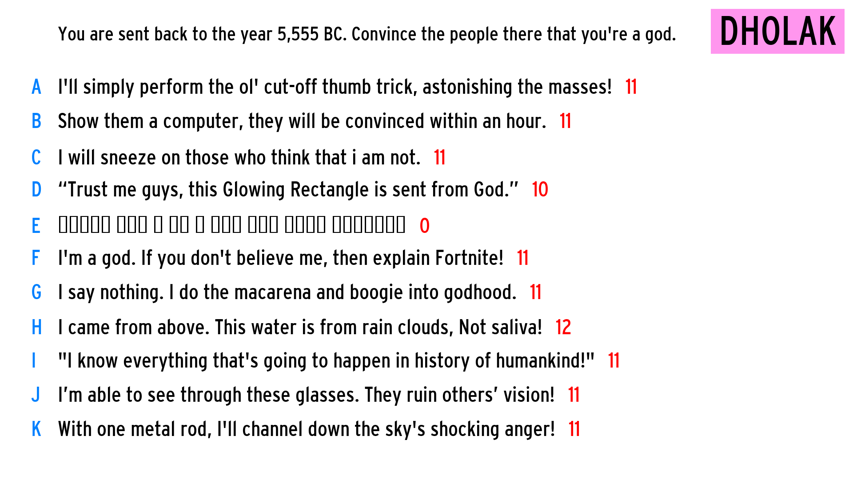 You are sent back to the year 5,555 BC. Convince the people there that you're a god.
DHOLAK
A I'll simply perform the ol' cut-off thumb trick, astonishing the masses! 11
B Show them a computer, they will be convinced within an hour. 11
C I will sneeze on those who think that i am not. 11
D “Trust me guys, this Glowing Rectangle is sent from God.” 10
E 0
F I'm a god. If you don't believe me, then explain Fortnite! 11
G I say nothing. I do the macarena and boogie into godhood. 11
H I came from above. This water is from rain clouds, Not saliva! 12
I "I know everything that's going to happen in history of humankind!" 11
J I’m able to see through these glasses. They ruin others’ vision! 11
K With one metal rod, I'll channel down the sky's shocking anger! 11